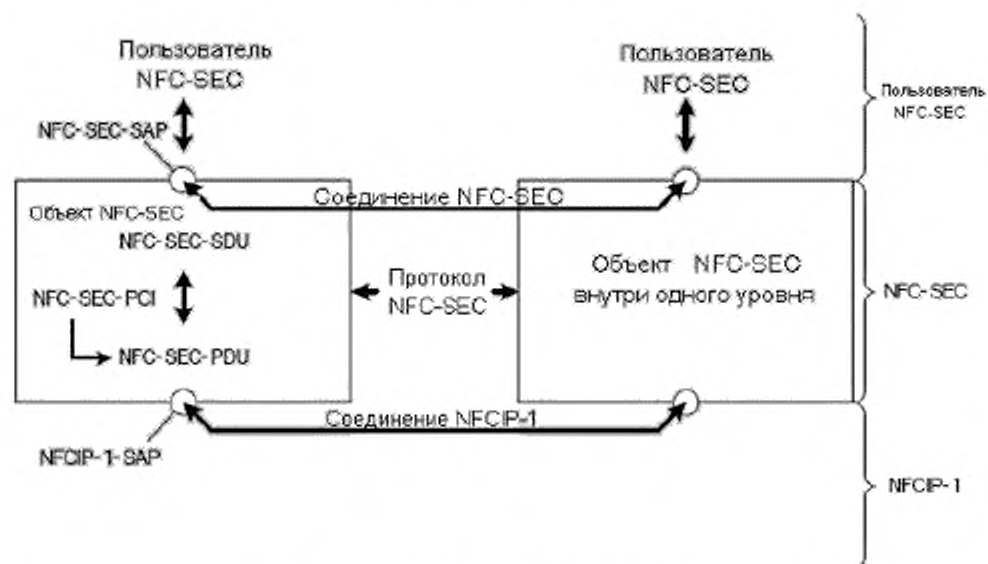 Пользователь
NFC-SEC
Пользователь
NFC-SEC
Пользователь
NFC-SEC
NFC-SEC-SAP
Соединение NFC-SEC
Объект NFC-SEC
NFC-SEC-SDU
NFC-SEC-PCI
NFC-SEC-PDU
Протокол
NFC-SEC
Объект NFC-SEC
внутри одного уровня
NFC-SEC
Соединение NFCIP-1
NFCIP-1-SAP
NFCIP-1